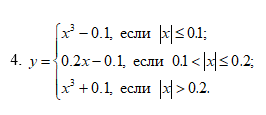 x³ − 0.1, если |x| ≤ 0.1;
4. y = { 0.2x − 0.1, если 0.1 < |x| ≤ 0.2;
x³ + 0.1, если |x| > 0.2.